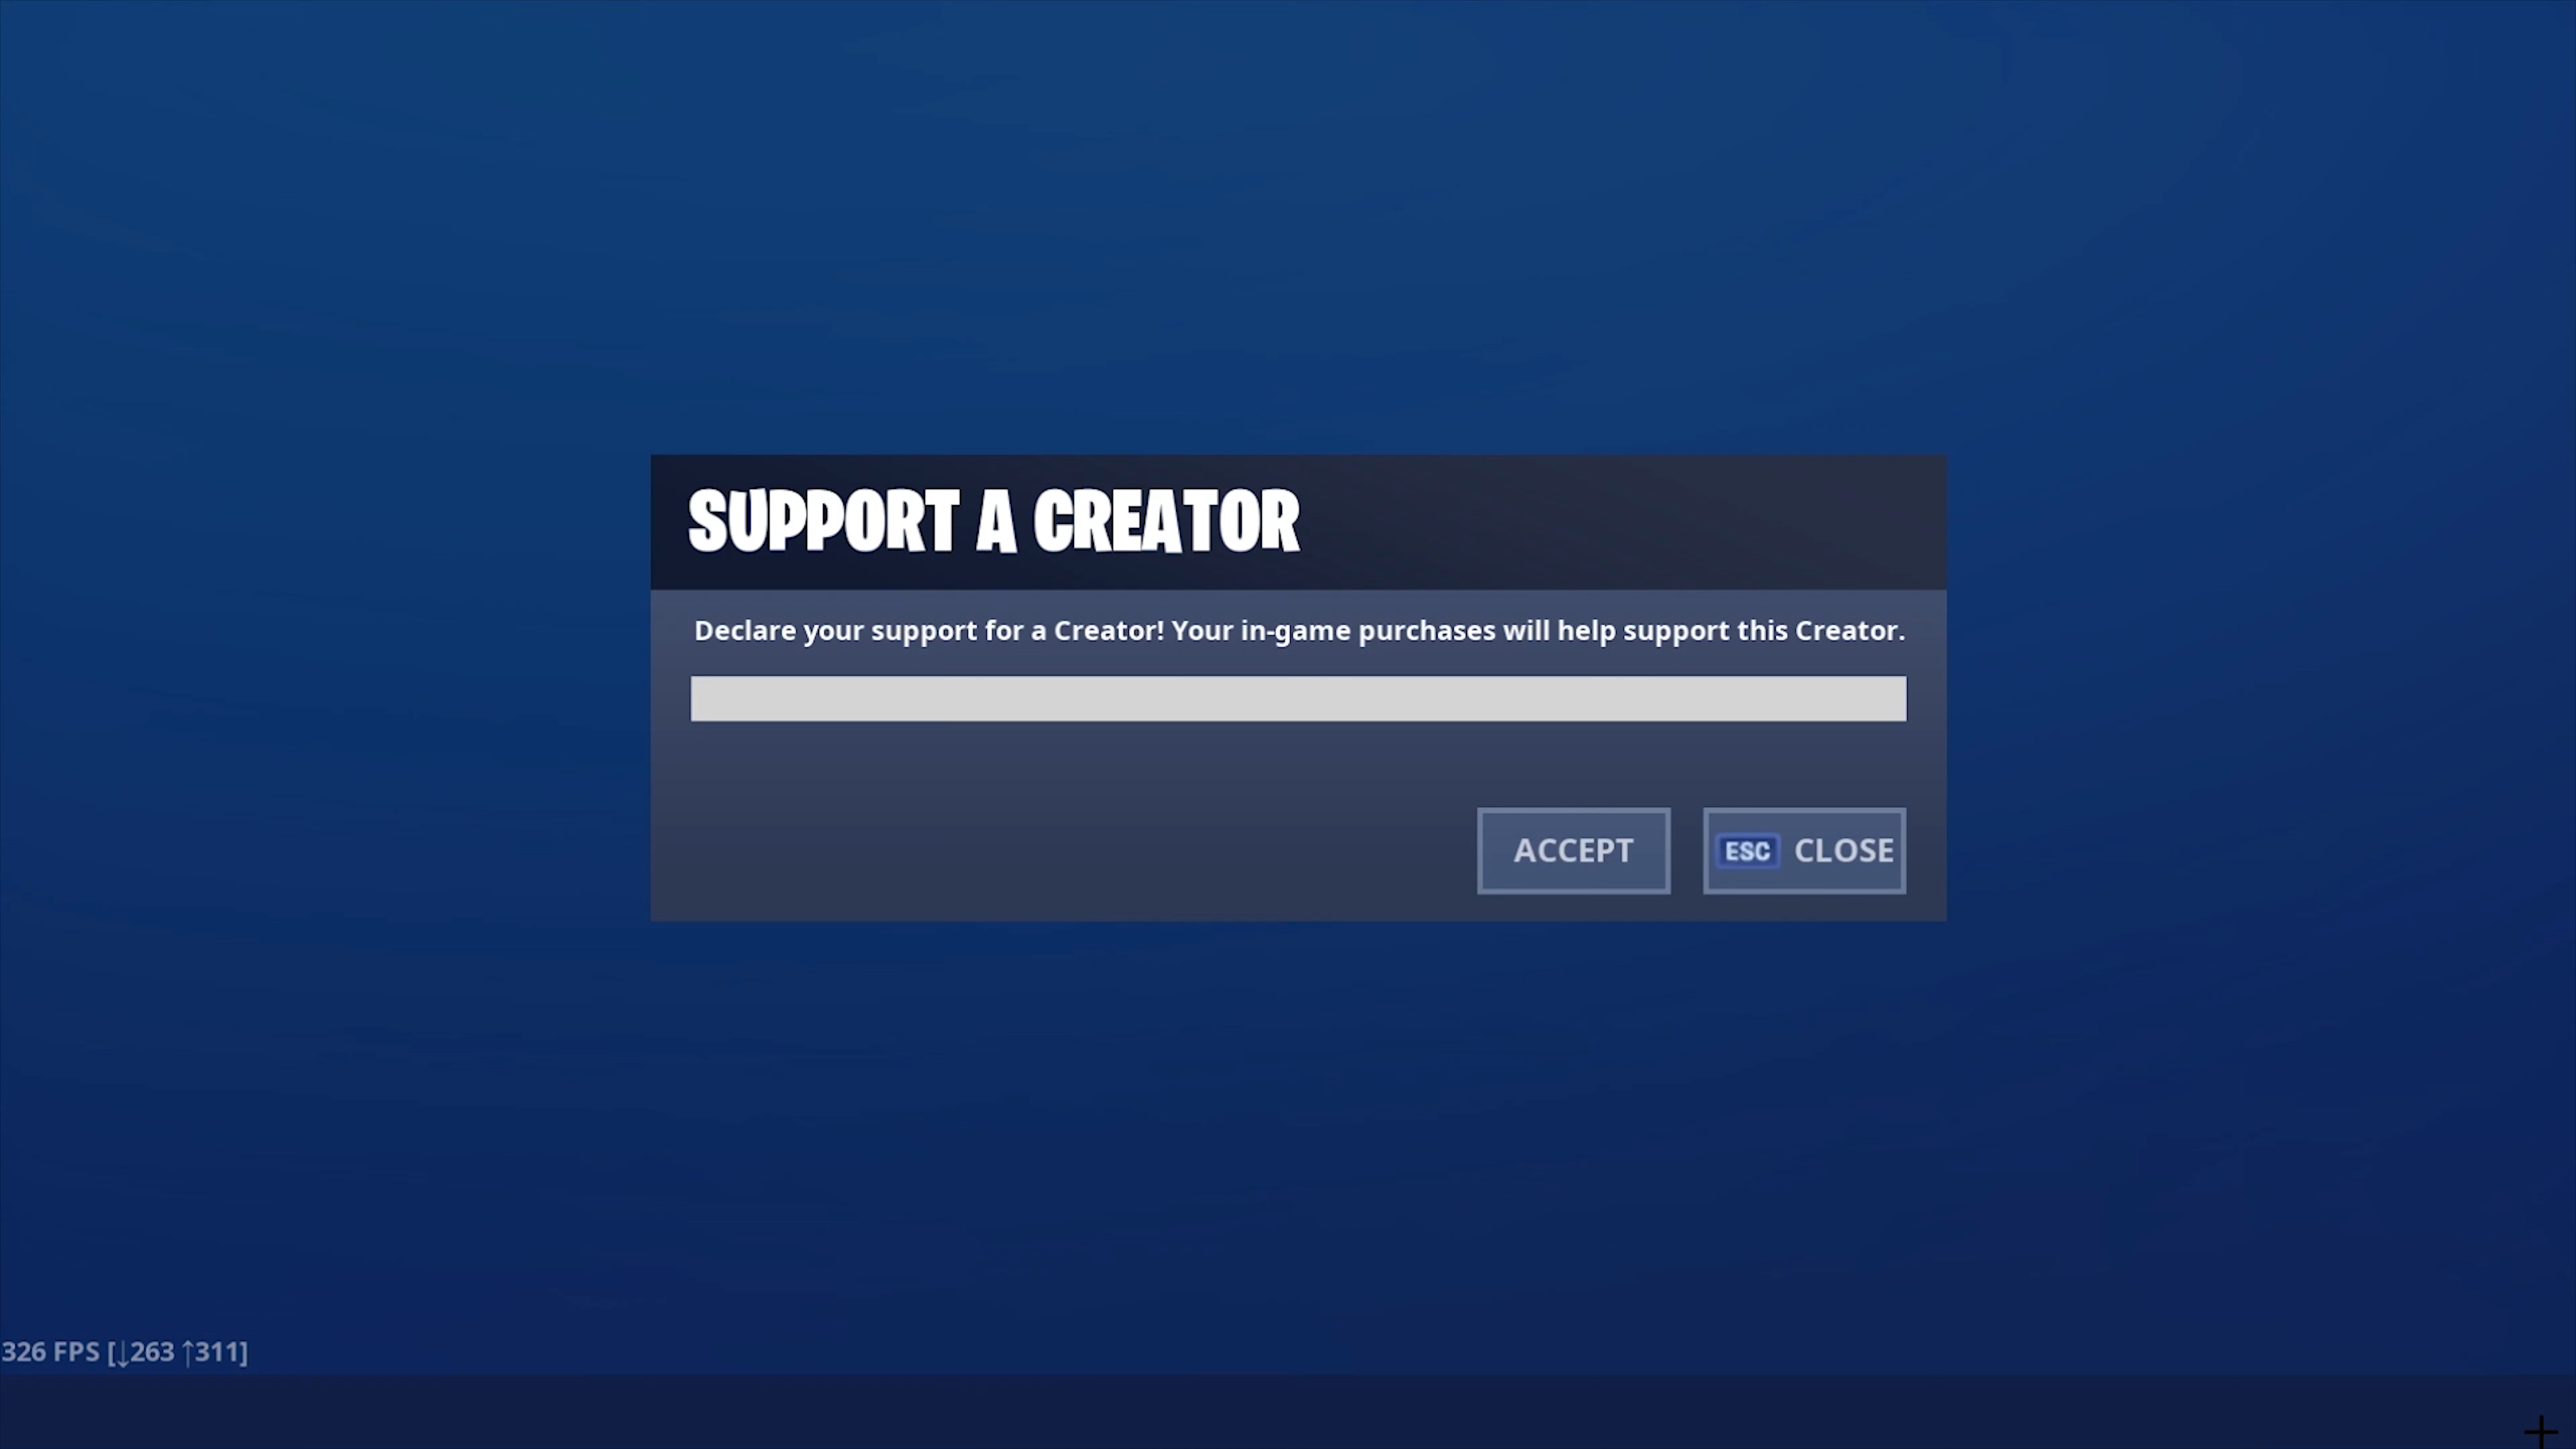 SUPPORT A CREATOR
Declare your support for a Creator! Your in-game purchases will help support this Creator.
ACCEPT
ESC CLOSE
326 FPS [↓263 ↑311]